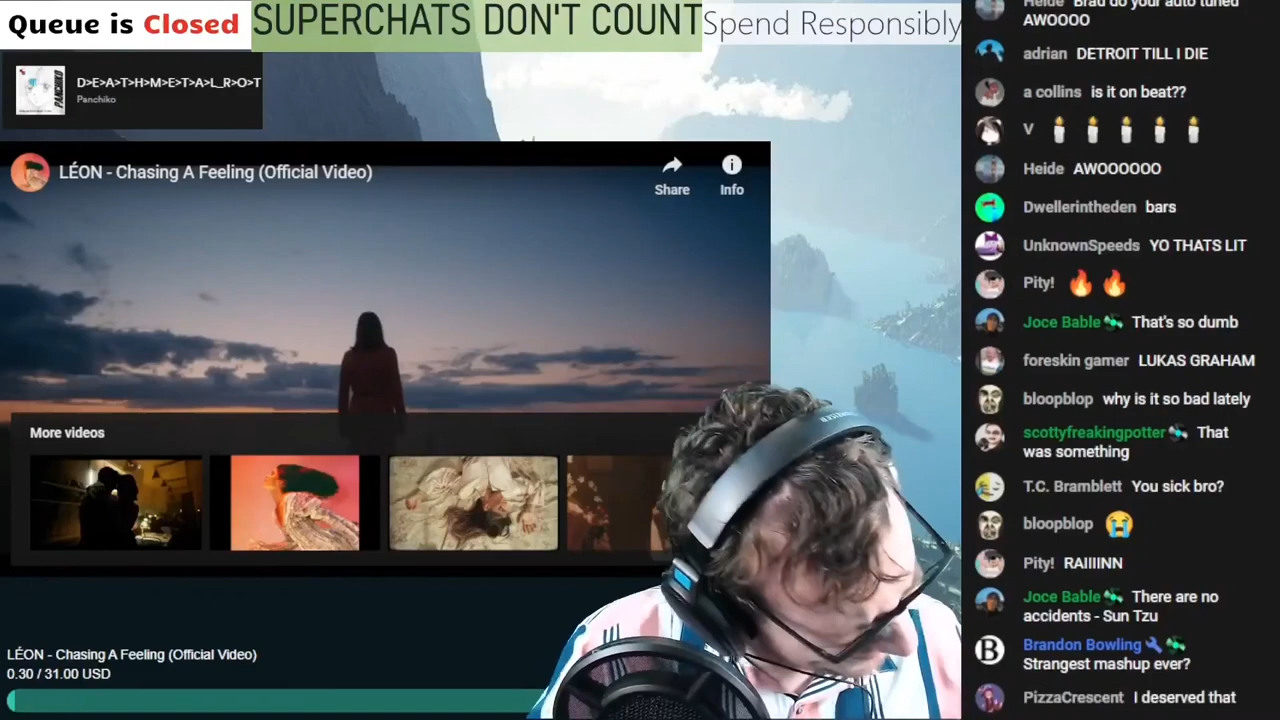 Queue is Closed
SUPERCHATS DON'T COUNT
Spend Responsibly
D>E>A>T>H>M>E>T>A>L_R>O>T
Panchiko
LÉON - Chasing A Feeling (Official Video)
Share
Info
More videos
LÉON - Chasing A Feeling (Official Video)
0.30 / 31.00 USD
Heide Brad do your auto tuned
AWOOOO
adrian DETROIT TILL I DIE
a collins is it on beat??
V 🕯️ 🕯️ 🕯️ 🕯️ 🕯️
Heide AWOOOOOO
Dwellerintheden bars
UnknownSpeeds YO THATS LIT
Pity! 🔥 🔥
Joce Bable That's so dumb
foreskin gamer LUKAS GRAHAM
bloopblop why is it so bad lately
scottyfreakingpotter That
was something
T.C. Bramblett You sick bro?
bloopblop 😭
Pity! RAIIIINN
Joce Bable There are no
accidents - Sun Tzu
Brandon Bowling
Strangest mashup ever?
PizzaCrescent I deserved that